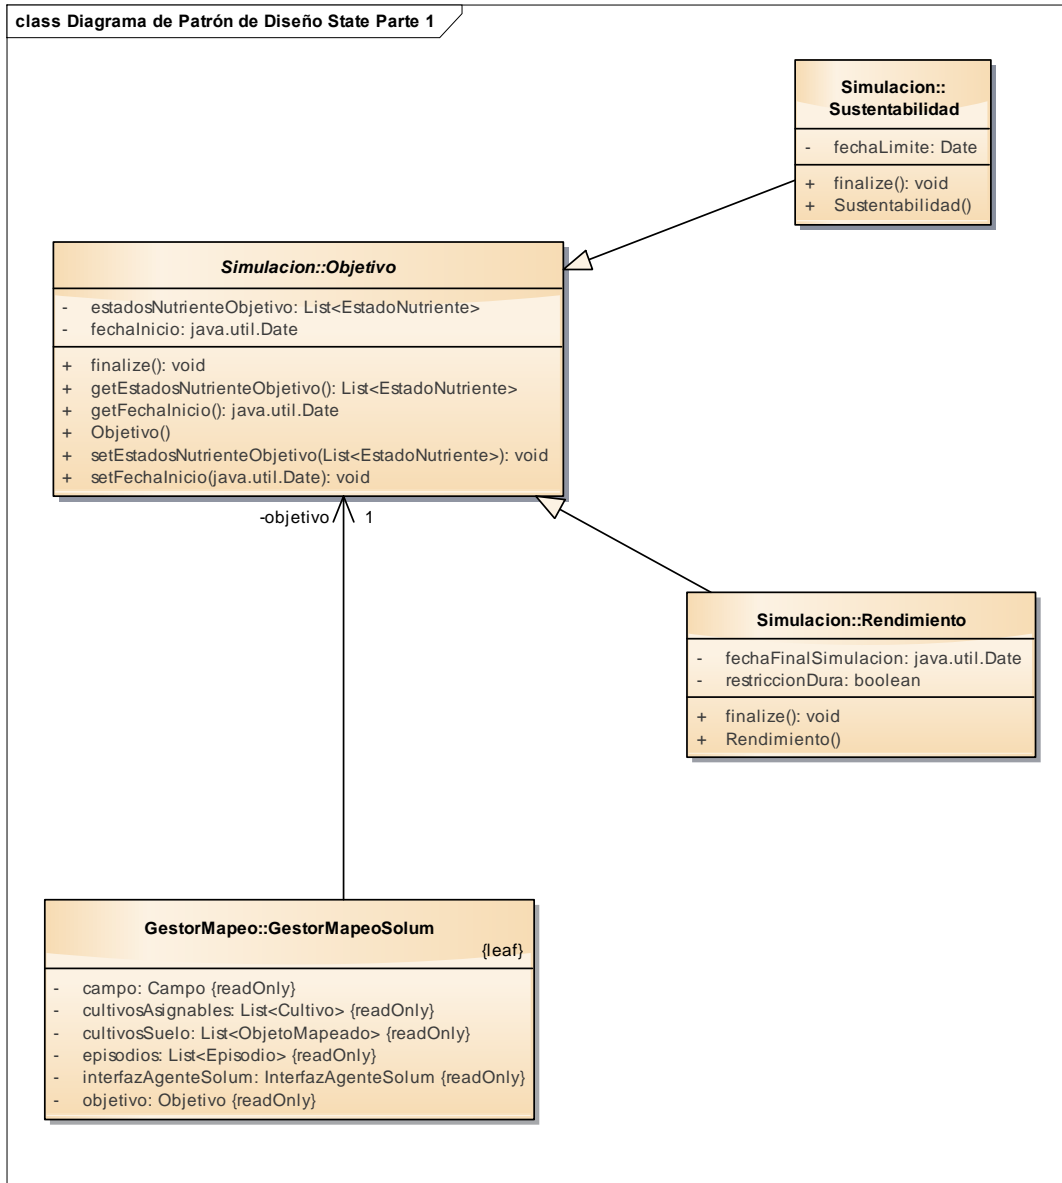 class Diagrama de Patrón de Diseño State Parte 1
Simulacion::
Sustentabilidad
- fechaLimite: Date
+ finalize(): void
+ Sustentabilidad()
Simulacion::Objetivo
- estadosNutrienteObjetivo: List<EstadoNutriente>
- fechaInicio: java.util.Date
+ finalize(): void
+ getEstadosNutrienteObjetivo(): List<EstadoNutriente>
+ getFechaInicio(): java.util.Date
+ Objetivo()
+ setEstadosNutrienteObjetivo(List<EstadoNutriente>): void
+ setFechaInicio(java.util.Date): void
-objetivo 1
Simulacion::Rendimiento
- fechaFinalSimulacion: java.util.Date
- restriccionDura: boolean
+ finalize(): void
+ Rendimiento()
GestorMapeo::GestorMapeoSolum
{leaf}
- campo: Campo {readOnly}
- cultivosAsignables: List<Cultivo> {readOnly}
- cultivosSuelo: List<ObjetoMapeado> {readOnly}
- episodios: List<Episodio> {readOnly}
- interfazAgenteSolum: InterfazAgenteSolum {readOnly}
- objetivo: Objetivo {readOnly}